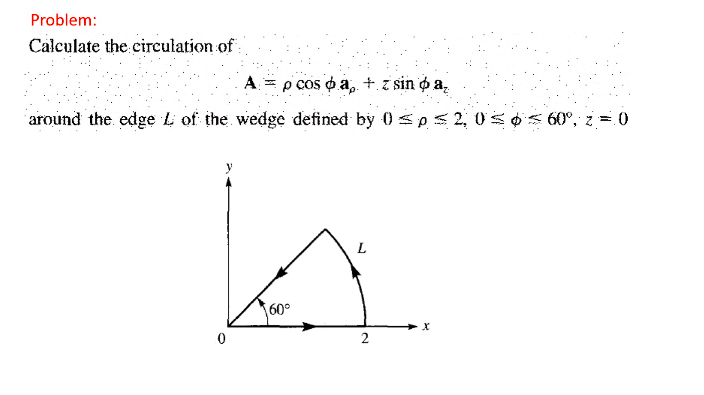 Problem:
Calculate the circulation of
A = ρ cos ϕ aᵨ + z sin ϕ a_z
around the edge L of the wedge defined by 0 ≤ ρ ≤ 2, 0 ≤ ϕ ≤ 60°, z = 0
y
L
60°
x
0
2